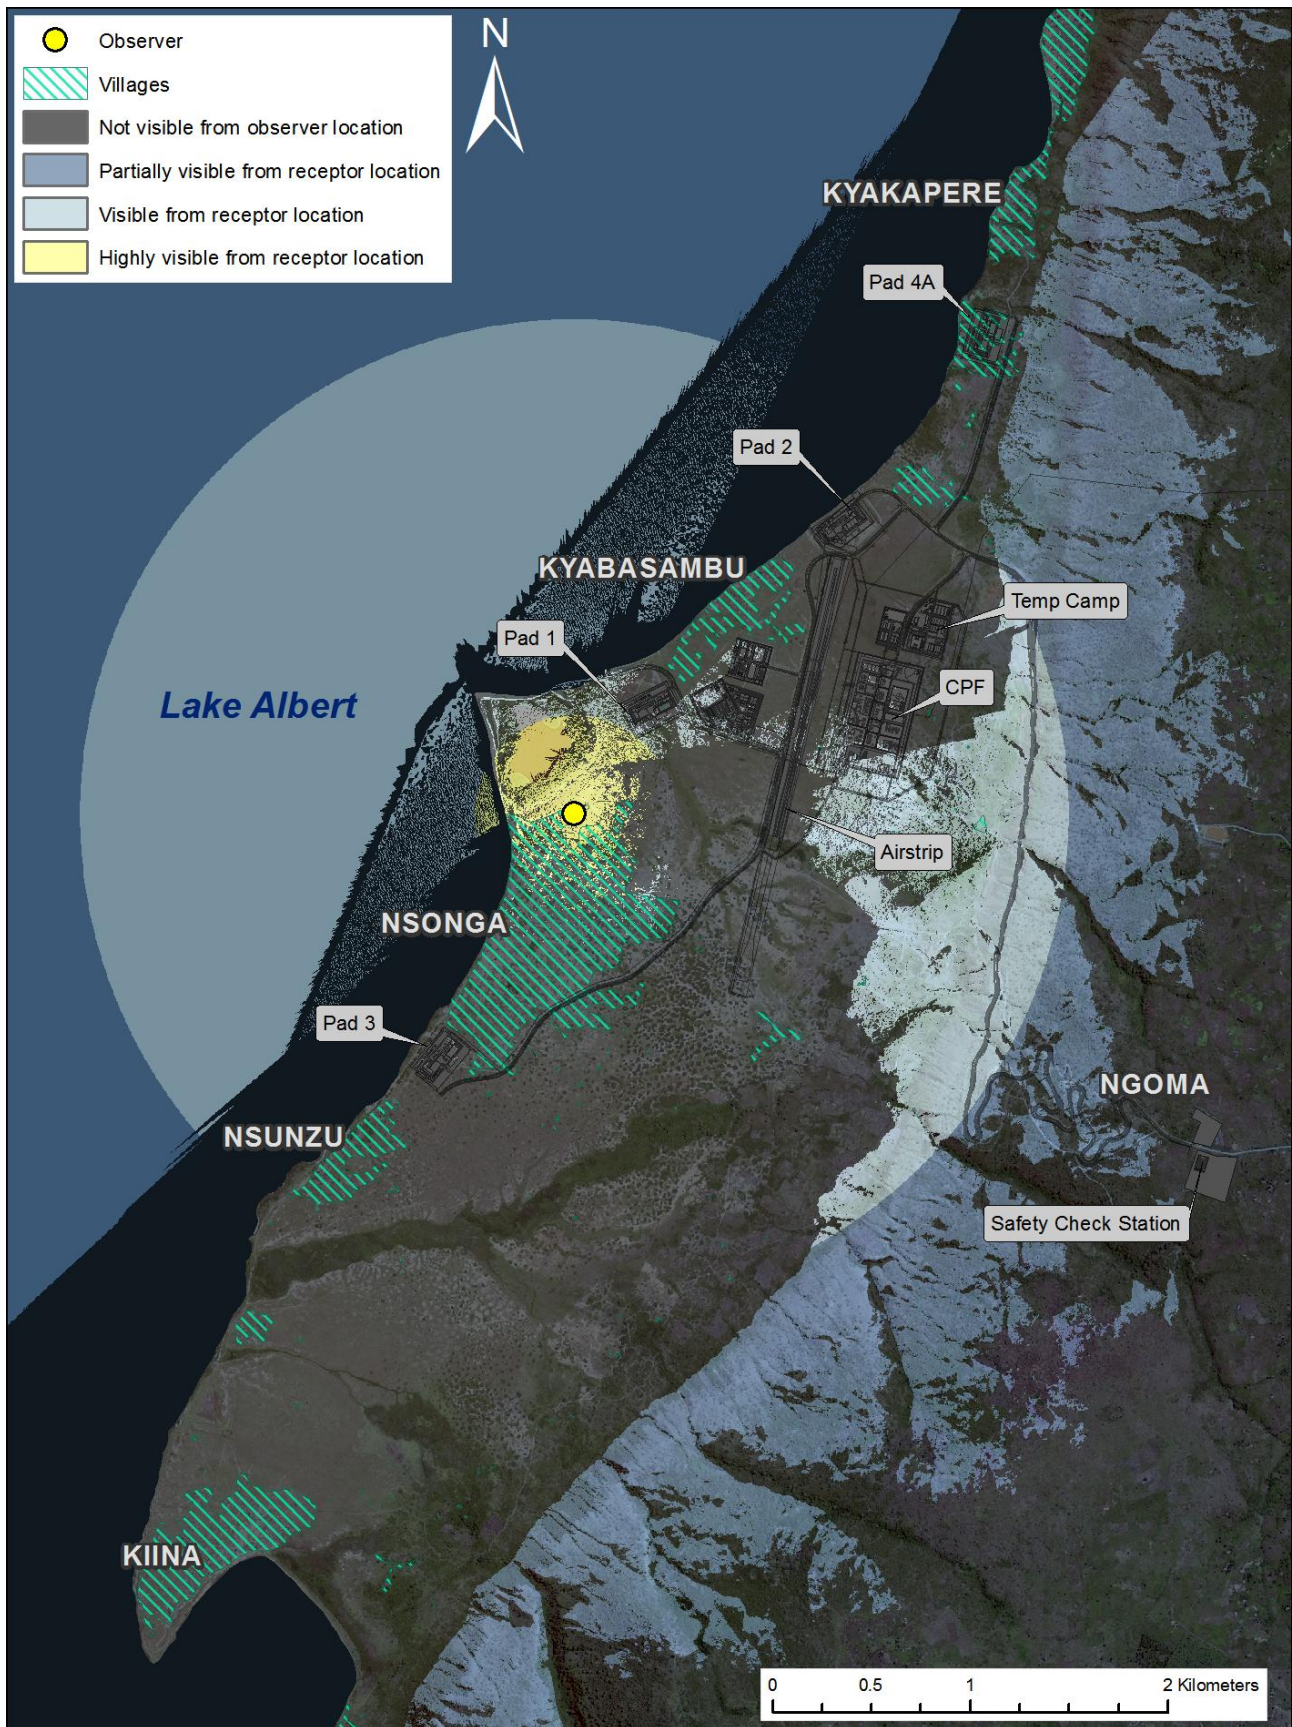 Observer
Villages
Not visible from observer location
Partially visible from receptor location
Visible from receptor location
Highly visible from receptor location
N
KYAKAPERE
Pad 4A
Pad 2
KYABASAMBU
Temp Camp
Pad 1
CPF
Lake Albert
Airstrip
NSONGA
Pad 3
NGOMA
NSUNZU
Safety Check Station
KIINA
0 0.5 1 2 Kilometers